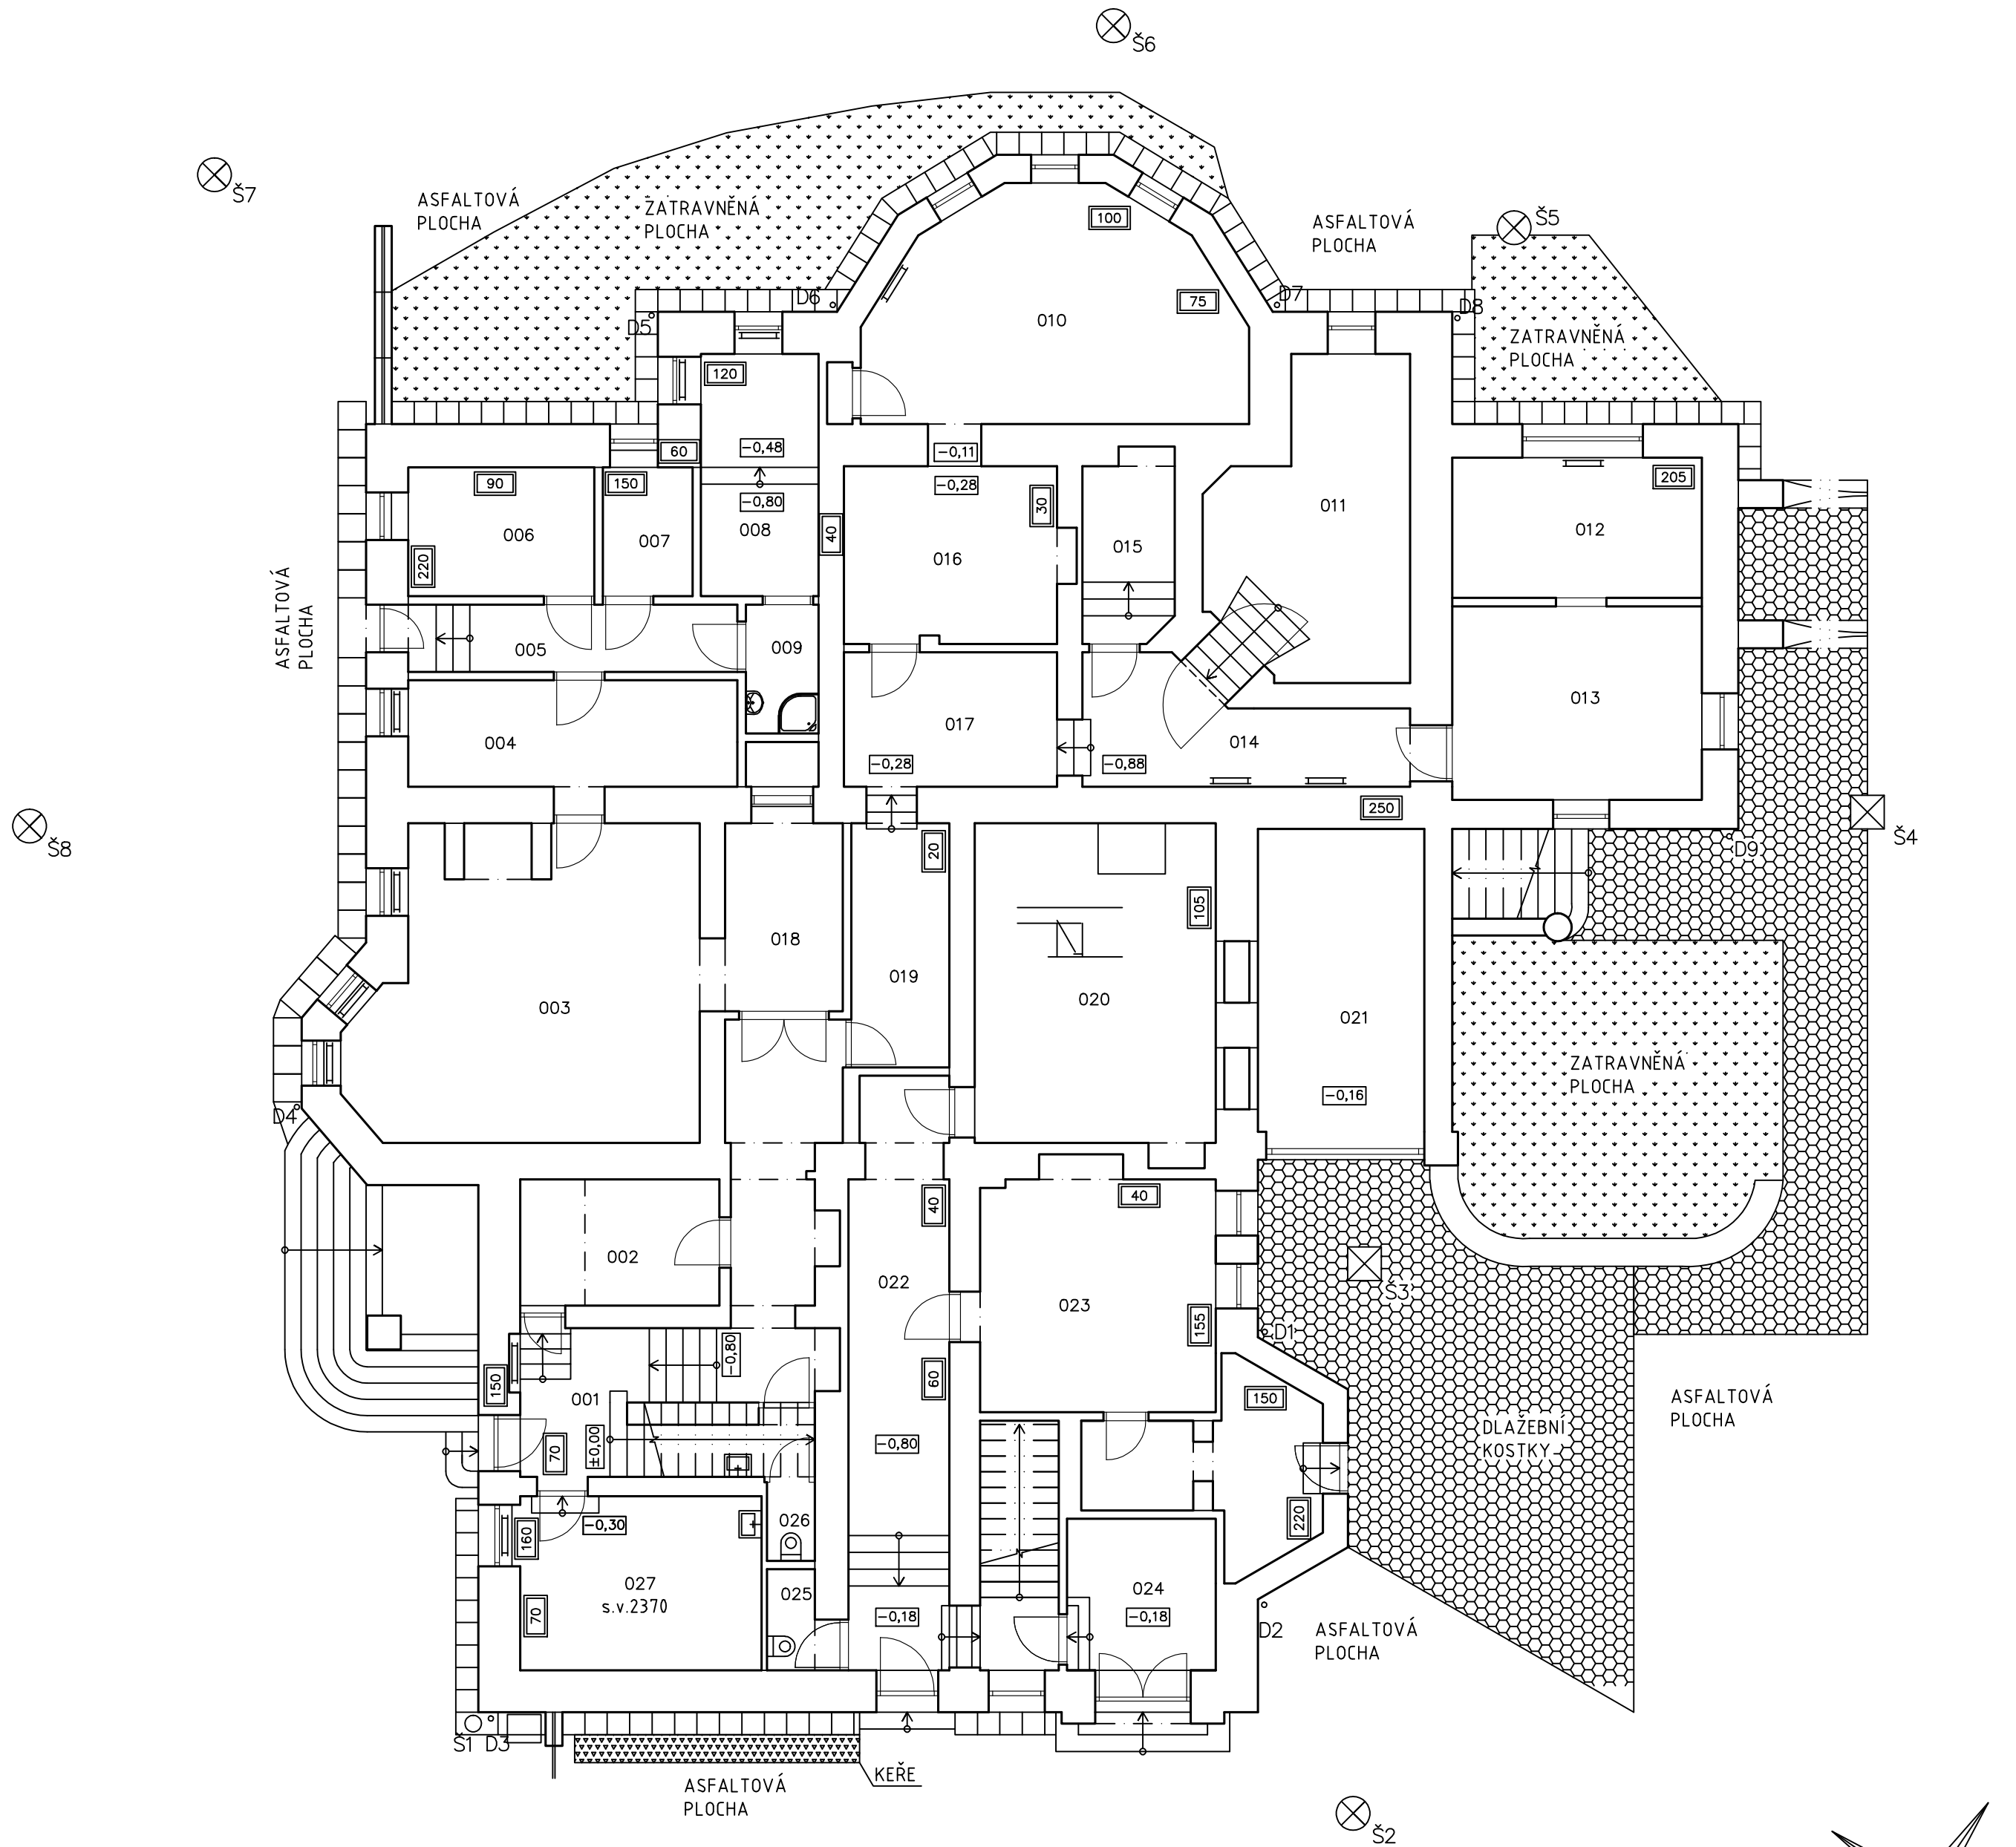 Š6
Š7
ASFALTOVÁ
PLOCHA
ZATRAVNĚNÁ
PLOCHA
100
ASFALTOVÁ
PLOCHA
Š5
D6
D5
75
D7
D8
010
ZATRAVNĚNÁ
PLOCHA
120
60
-0,48
-0,11
90
150
-0,80
-0,28
30
205
006
007
008
40
016
015
011
012
220
ASFALTOVÁ
PLOCHA
005
009
013
004
017
014
-0,28
-0,88
250
Š8
Š4
20
D9
105
018
019
003
020
021
ZATRAVNĚNÁ
PLOCHA
-0,16
D4
40
40
002
022
023
Š3
155
D1
-0,80
150
60
001
150
ASFALTOVÁ
PLOCHA
±0,00
70
-0,80
DLAŽEBNÍ
KOSTKY
160
-0,30
026
220
027
s.v.2370
025
024
70
-0,18
-0,18
D2
ASFALTOVÁ
PLOCHA
Š1
D3
KEŘE
ASFALTOVÁ
PLOCHA
Š2